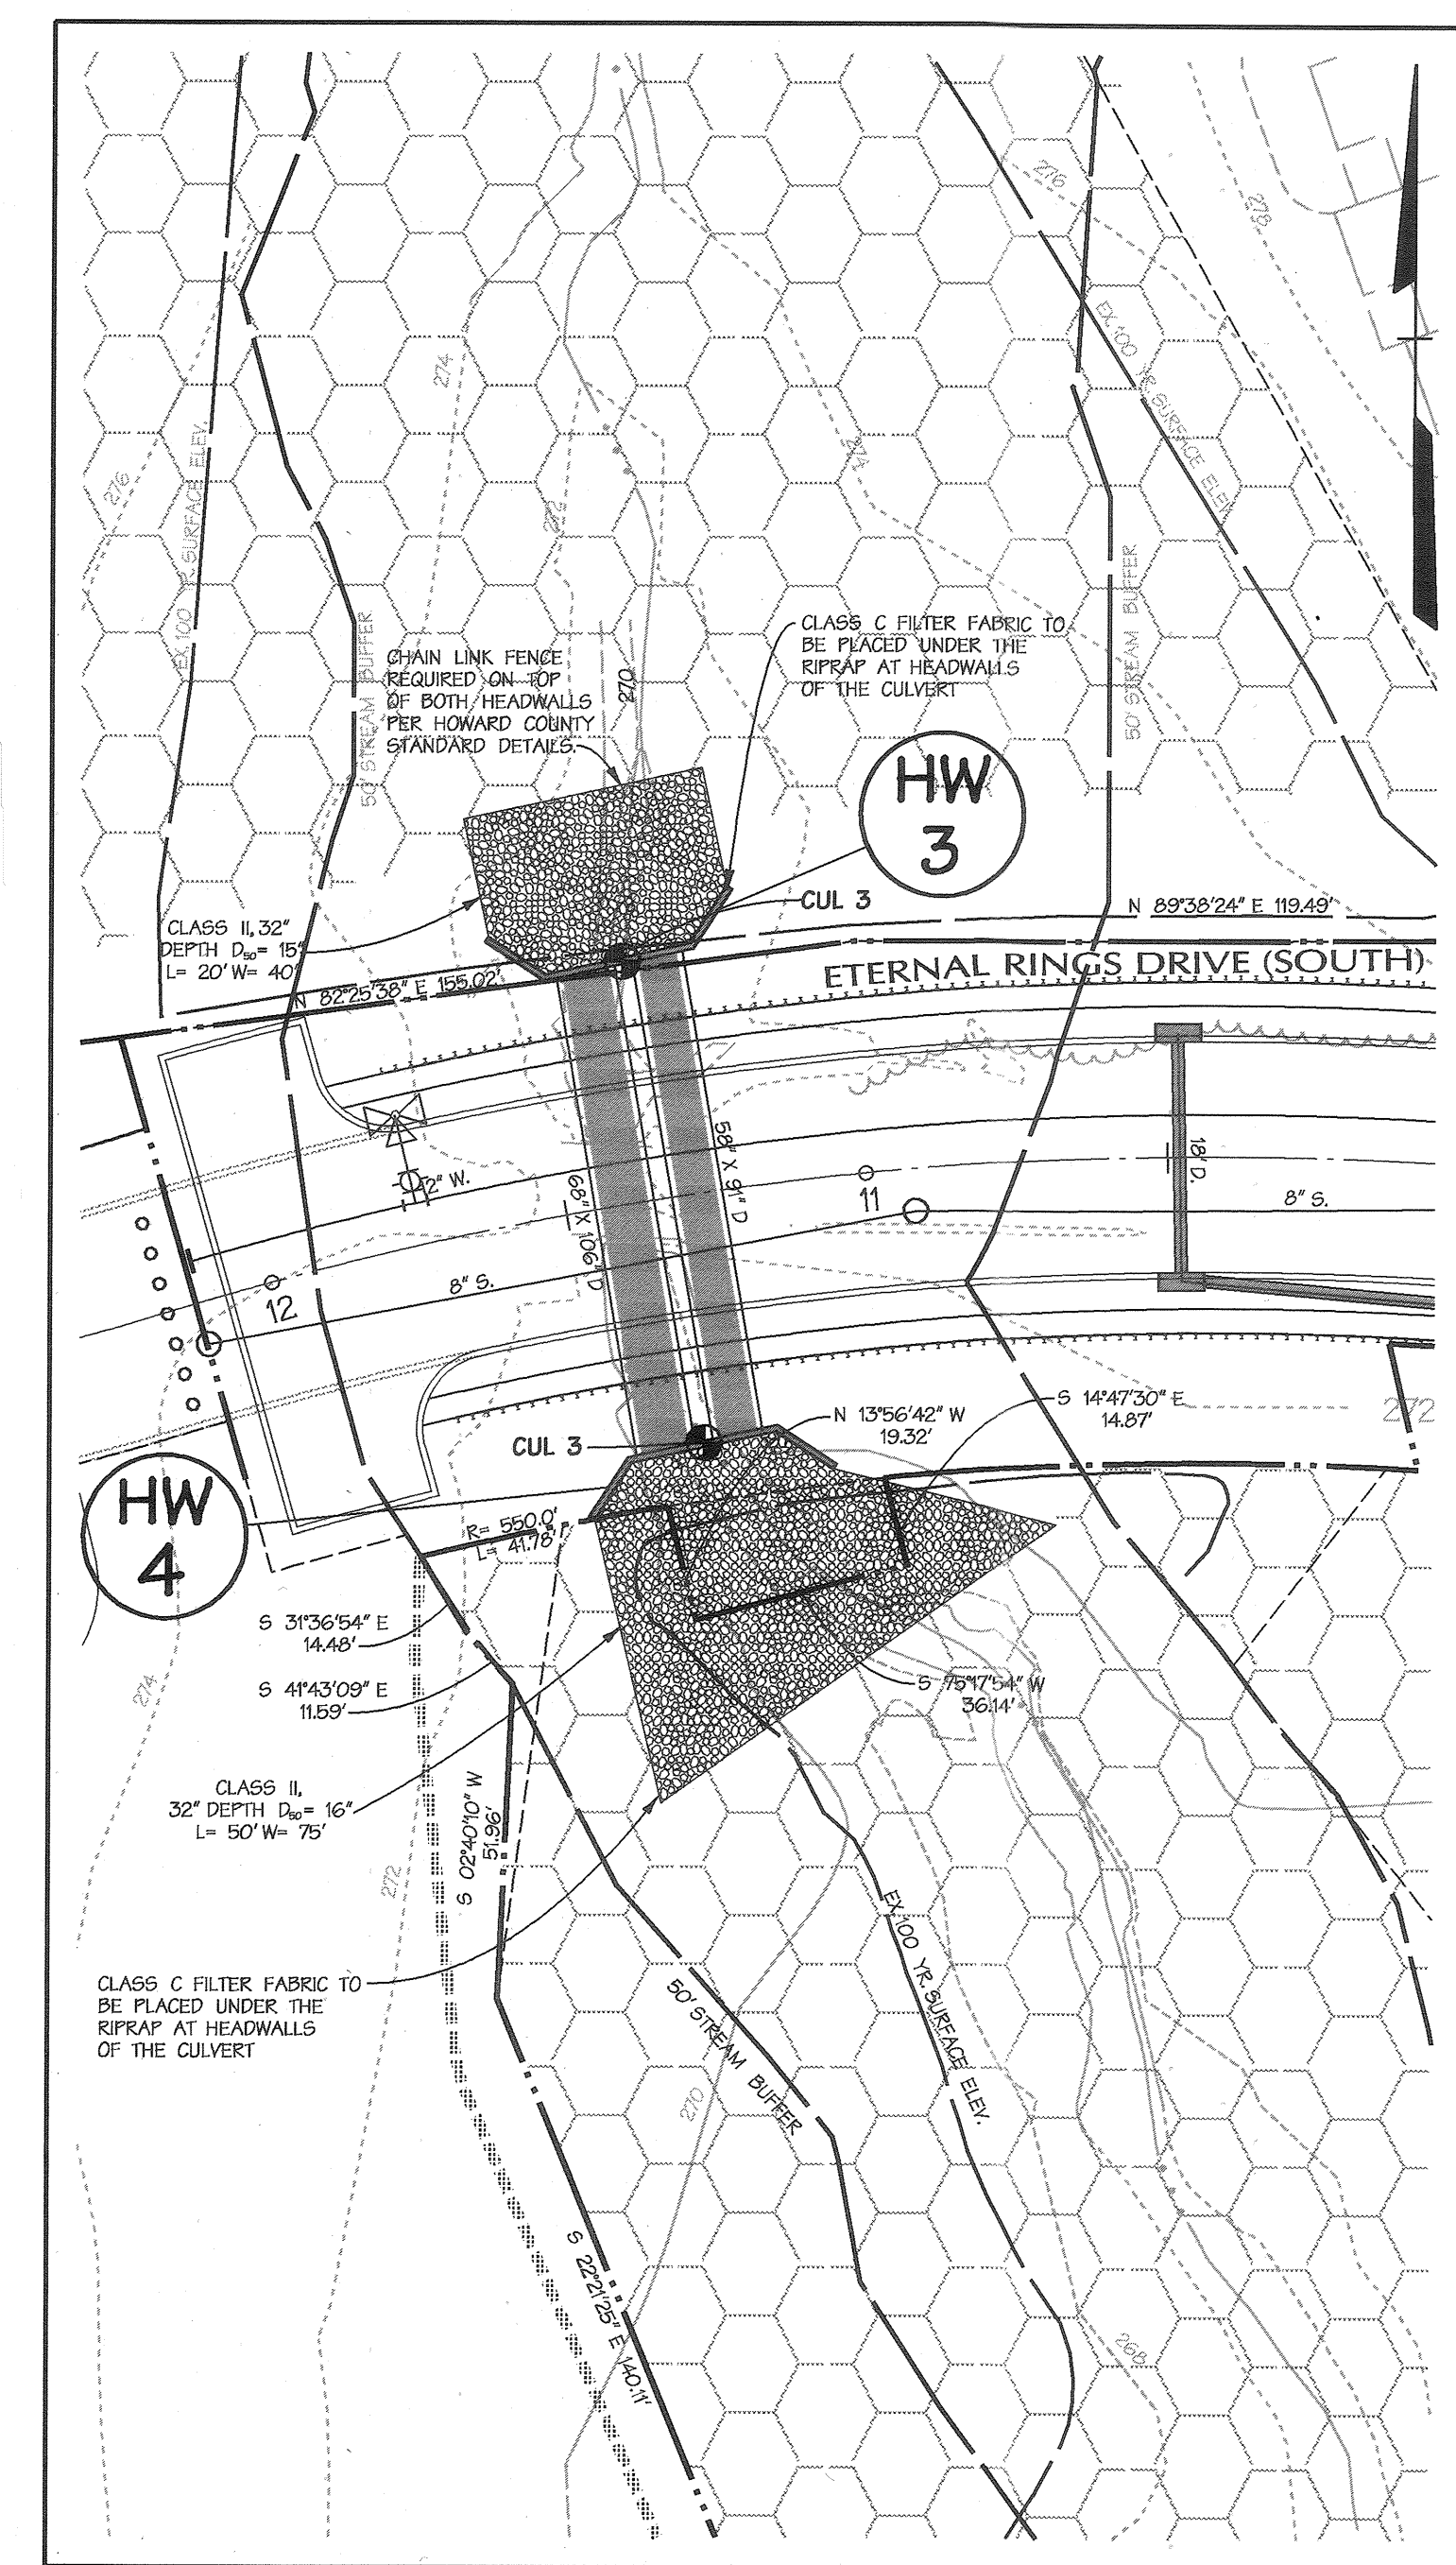 276
278
EX.100 YR. SURFACE ELEV.
274
274
276
EX.100 YR. SURFACE ELEV.
272
50' STREAM BUFFER
50' STREAM BUFFER
CHAIN LINK FENCE
REQUIRED ON TOP
OF BOTH HEADWALLS
PER HOWARD COUNTY
STANDARD DETAILS.
270
CLASS C FILTER FABRIC TO
BE PLACED UNDER THE
RIPRAP AT HEADWALLS
OF THE CULVERT
HW
3
CUL 3
CLASS II, 32"
DEPTH D50= 15"
L= 20' W= 40'
N 82°25'38" E 155.02'
N 89°38'24" E 119.49'
ETERNAL RINGS DRIVE (SOUTH)
12" W.
68" X 106" D
58" X 91" D
11
18" D.
8" S.
8" S.
12
N 13°56'42" W
19.32'
S 14°47'30" E
14.87'
272
CUL 3
HW
4
R= 550.0'
L= 41.78'
S 31°36'54" E
14.48'
S 41°43'09" E
11.59'
S 75°17'54" W
36.14'
274
CLASS II,
32" DEPTH D50= 16"
L= 50' W= 75'
S 02°40'10" W
51.96'
272
CLASS C FILTER FABRIC TO
BE PLACED UNDER THE
RIPRAP AT HEADWALLS
OF THE CULVERT
50' STREAM BUFFER
EX.100 YR. SURFACE ELEV.
270
S 22°21'25" E 140.11'
268